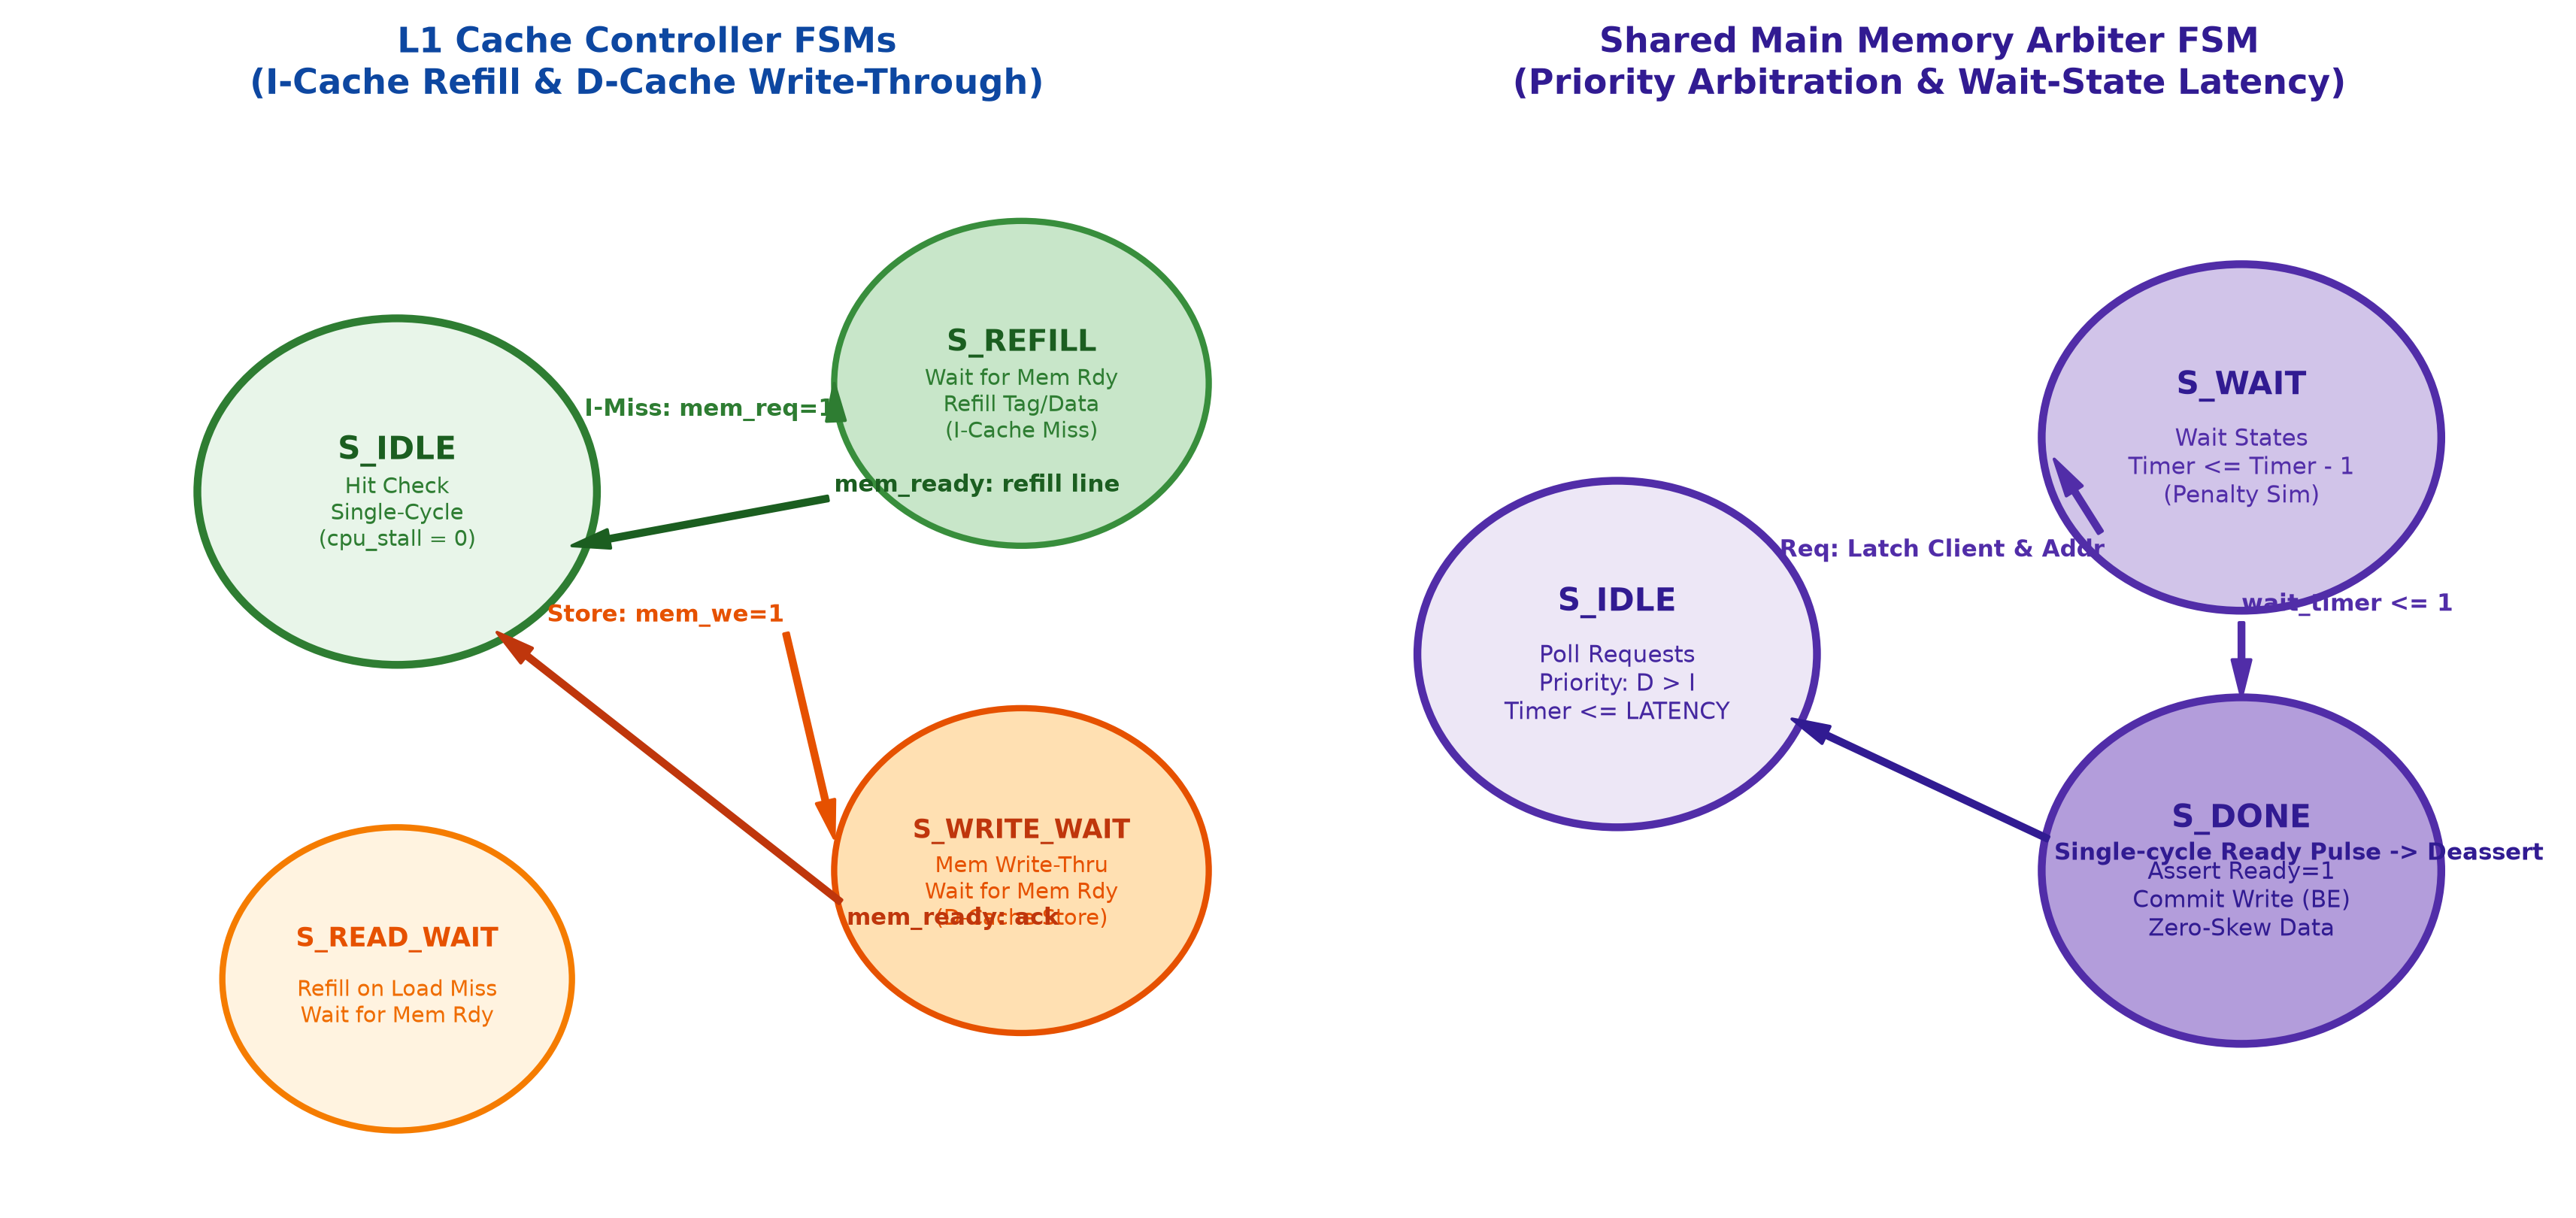 L1 Cache Controller FSMs
(I-Cache Refill & D-Cache Write-Through)
S_REFILL
Wait for Mem Rdy
Refill Tag/Data
(I-Cache Miss)
I-Miss: mem_req=1
S_IDLE
Hit Check
Single-Cycle
(cpu_stall = 0)
mem_ready: refill line
Store: mem_we=1
S_WRITE_WAIT
Mem Write-Thru
Wait for Mem Rdy
(D-Cache Store)
mem_ready: ack
S_READ_WAIT
Refill on Load Miss
Wait for Mem Rdy
Shared Main Memory Arbiter FSM
(Priority Arbitration & Wait-State Latency)
S_WAIT
Wait States
Timer <= Timer - 1
(Penalty Sim)
Req: Latch Client & Addr
wait_timer <= 1
S_IDLE
Poll Requests
Priority: D > I
Timer <= LATENCY
S_DONE
Single-cycle Ready Pulse -> Deassert
Assert Ready=1
Commit Write (BE)
Zero-Skew Data